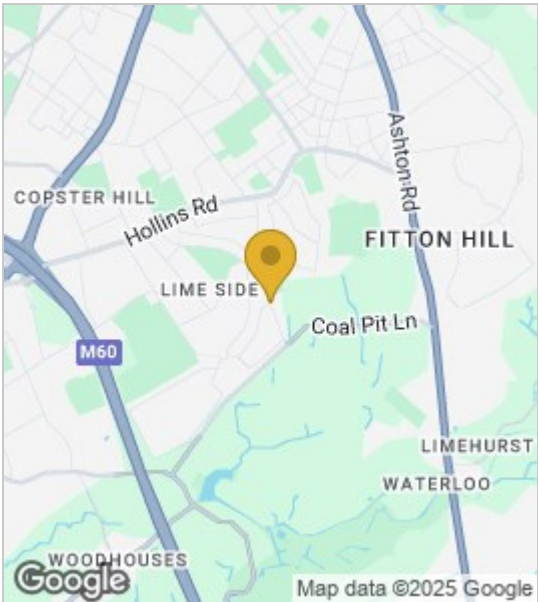 COPSTER HILL
Hollins Rd
Ashton Rd
FITTON HILL
LIME SIDE
Coal Pit Ln
M60
LIMEHURST
WATERLOO
WOODHOUSES
Google
Map data ©2025 Google